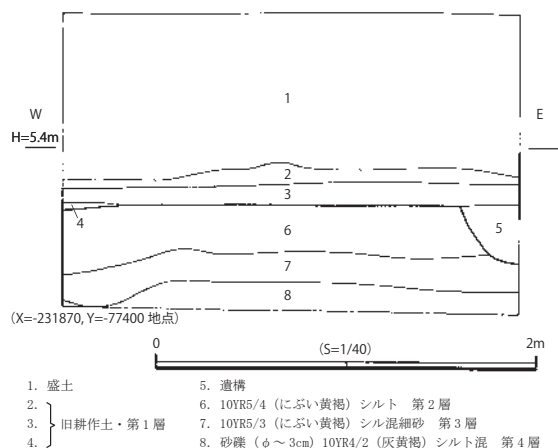 1
W
E
H=5.4m
2
3
4
5
6
7
8
(X=-231870, Y=-77400 地点)
0
(S=1/40)
2m
1. 盛土
2.
3. 旧耕作土・第1層
4.
5. 遺構
6. 10YR5/4（にぶい黄褐）シルト 第2層
7. 10YR5/3（にぶい黄褐）シル混細砂 第3層
8. 砂礫（φ～3cm）10YR4/2（灰黄褐）シルト混 第4層